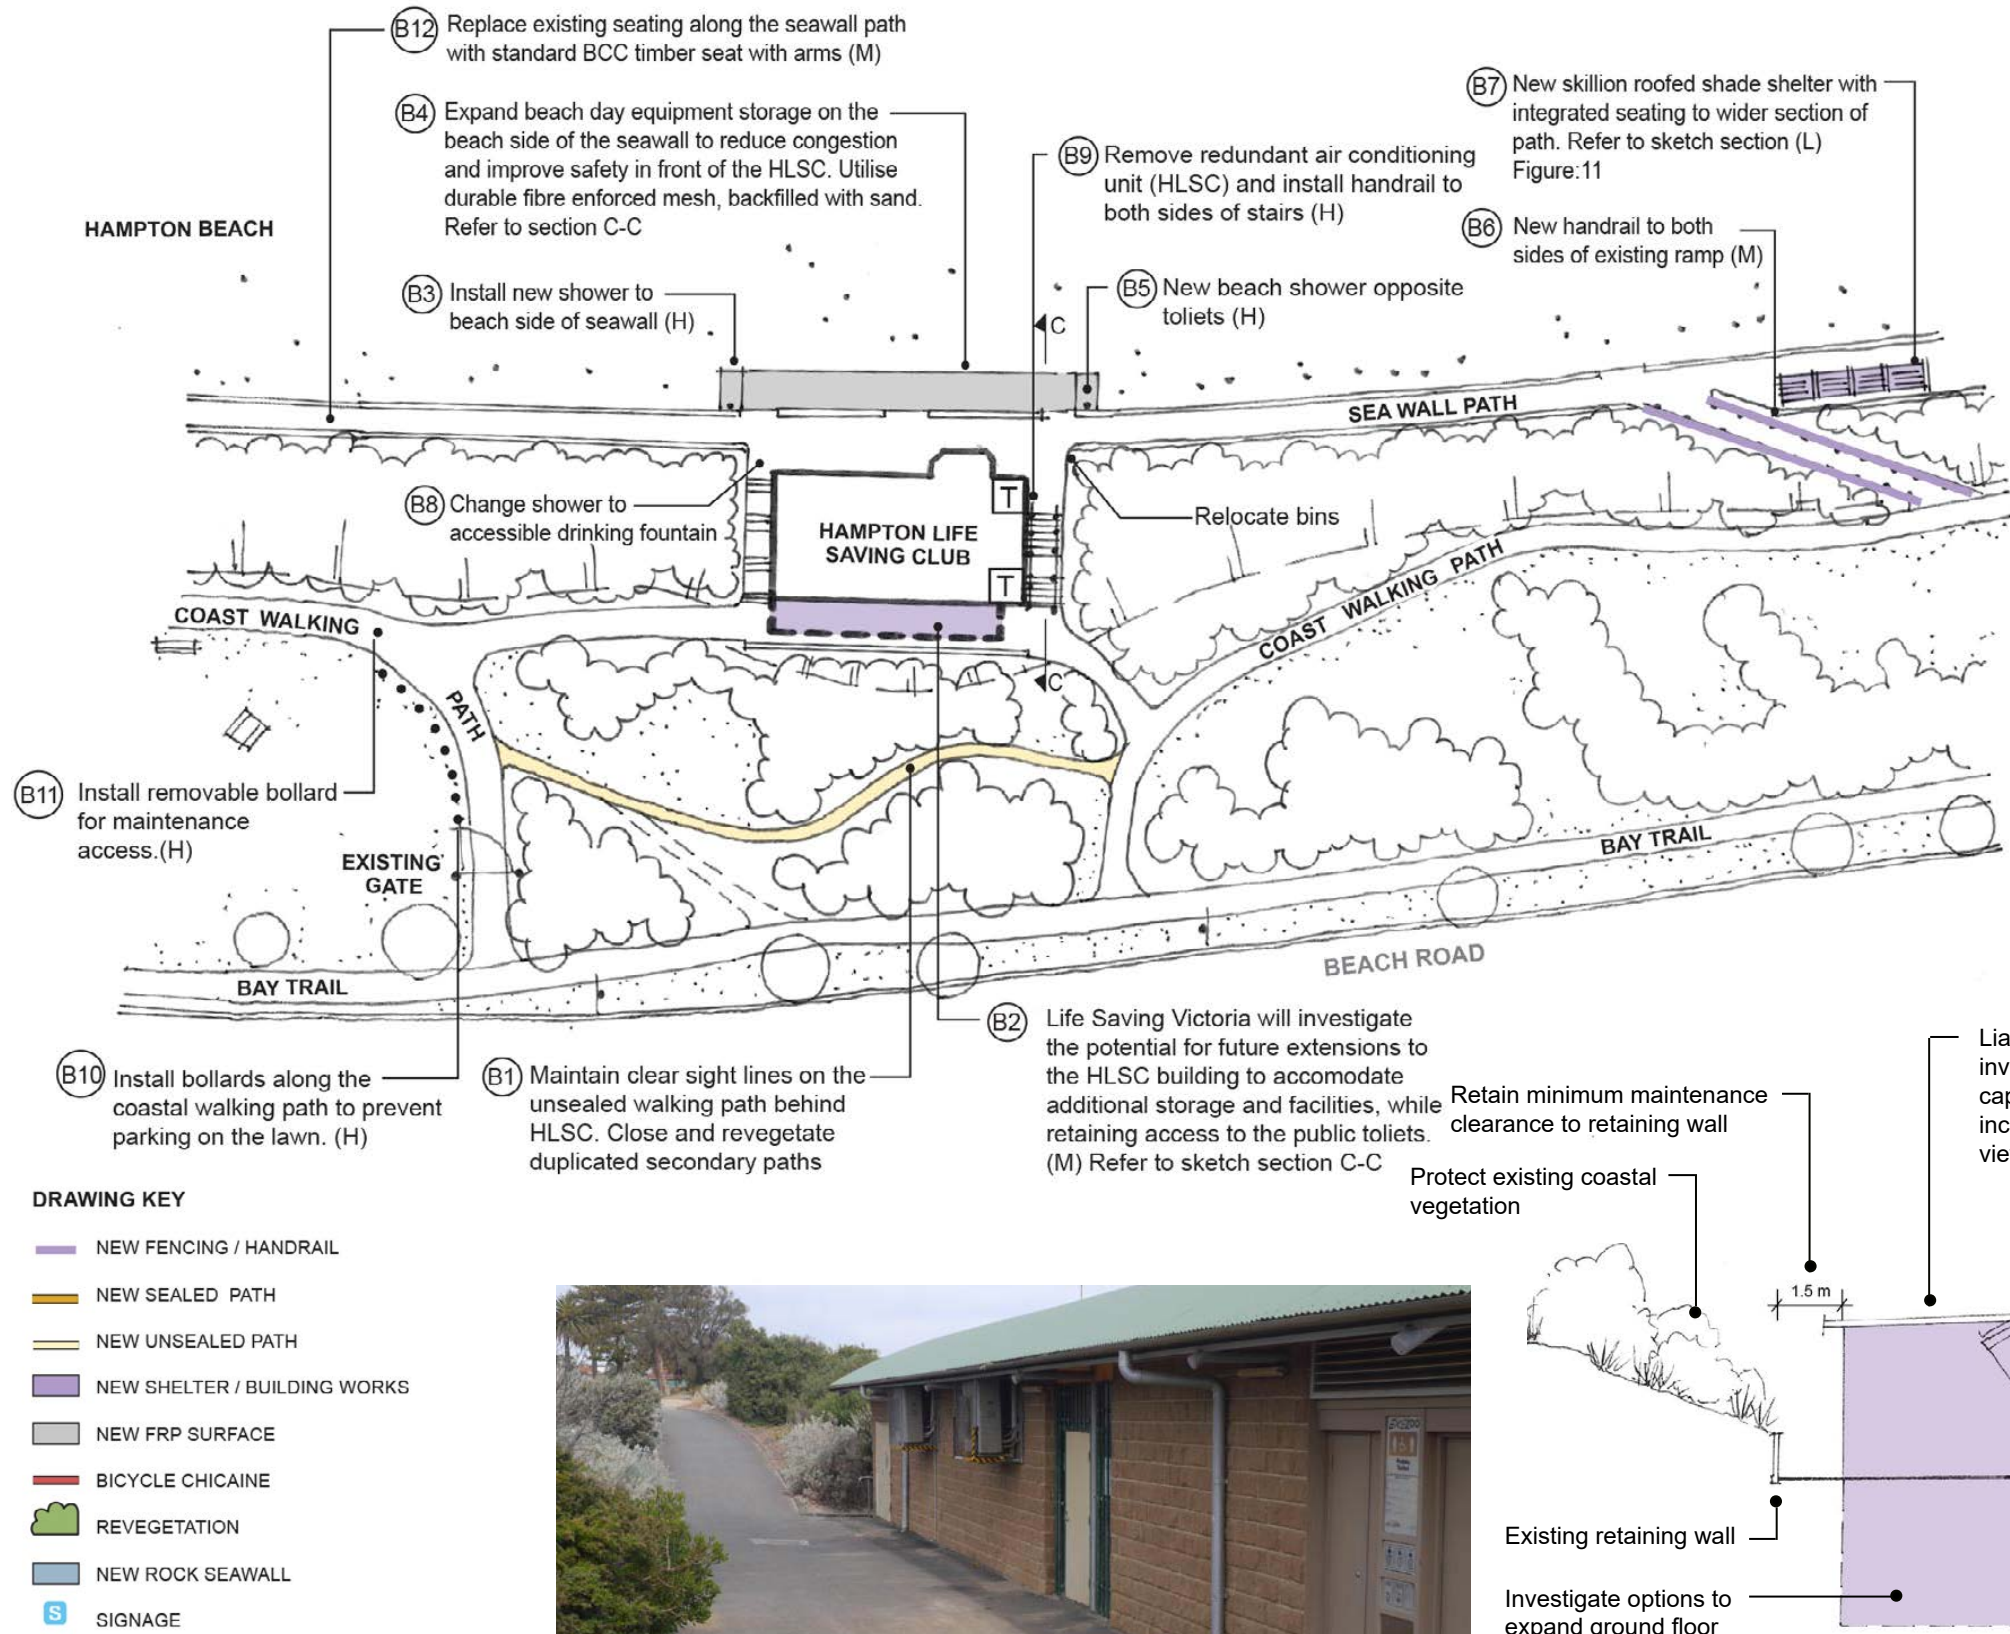 B12 Replace existing seating along the seawall path
with standard BCC timber seat with arms (M)
B4 Expand beach day equipment storage on the
beach side of the seawall to reduce congestion
and improve safety in front of the HLSC. Utilise
durable fibre enforced mesh, backfilled with sand.
Refer to section C-C
B7 New skillion roofed shade shelter with
integrated seating to wider section of
path. Refer to sketch section (L)
Figure:11
B9 Remove redundant air conditioning
unit (HLSC) and install handrail to
both sides of stairs (H)
HAMPTON BEACH
B6 New handrail to both
sides of existing ramp (M)
B3 Install new shower to
beach side of seawall (H)
B5 New beach shower opposite
toliets (H)
C
SEA WALL PATH
B8 Change shower to
accessible drinking fountain
T
HAMPTON LIFE
SAVING CLUB
T
Relocate bins
COAST WALKING
PATH
COAST WALKING PATH
C
B11 Install removable bollard
for maintenance
access.(H)
EXISTING
GATE
BAY TRAIL
BAY TRAIL
BEACH ROAD
B10 Install bollards along the
coastal walking path to prevent
parking on the lawn. (H)
B1 Maintain clear sight lines on the
unsealed walking path behind
HLSC. Close and revegetate
duplicated secondary paths
B2 Life Saving Victoria will investigate
the potential for future extensions to
the HLSC building to accomodate
additional storage and facilities, while
retaining access to the public toliets.
(M) Refer to sketch section C-C
Retain minimum maintenance
clearance to retaining wall
Protect existing coastal
vegetation
Lia
inv
cap
inc
vie
1.5 m
Existing retaining wall
Investigate options to
expand ground floor
DRAWING KEY
NEW FENCING / HANDRAIL
NEW SEALED PATH
NEW UNSEALED PATH
NEW SHELTER / BUILDING WORKS
NEW FRP SURFACE
BICYCLE CHICAINE
REVEGETATION
NEW ROCK SEAWALL
S SIGNAGE